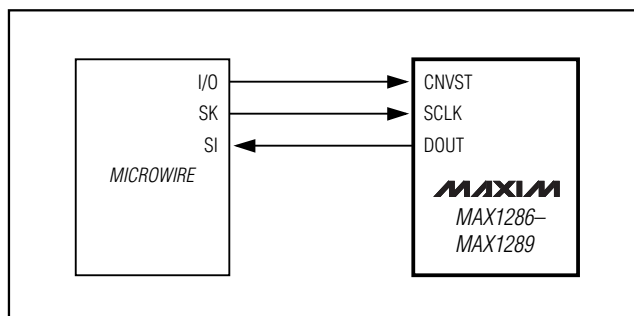 I/O
SK
SI
MICROWIRE
CNVST
SCLK
DOUT
MAXIM
MAX1286–
MAX1289